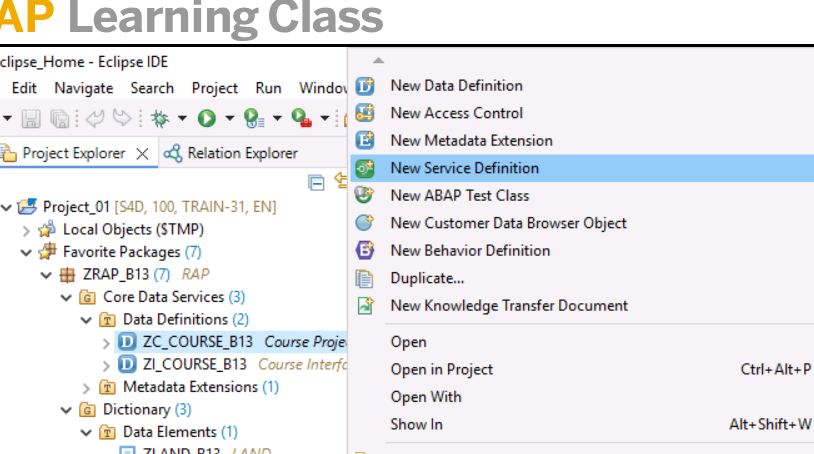 AP Learning Class
clipse_Home - Eclipse IDE
Edit Navigate Search Project Run Window
Project Explorer Relation Explorer
Project_01 [S4D, 100, TRAIN-31, EN]
Local Objects ($TMP)
Favorite Packages (7)
ZRAP_B13 (7) RAP
Core Data Services (3)
Data Definitions (2)
ZC_COURSE_B13 Course Proje
ZI_COURSE_B13 Course Interfc
Metadata Extensions (1)
Dictionary (3)
Data Elements (1)
ZLAND_B13 LAND
New Data Definition
New Access Control
New Metadata Extension
New Service Definition
New ABAP Test Class
New Customer Data Browser Object
New Behavior Definition
Duplicate...
New Knowledge Transfer Document
Open
Open in Project Ctrl+Alt+P
Open With
Show In Alt+Shift+W